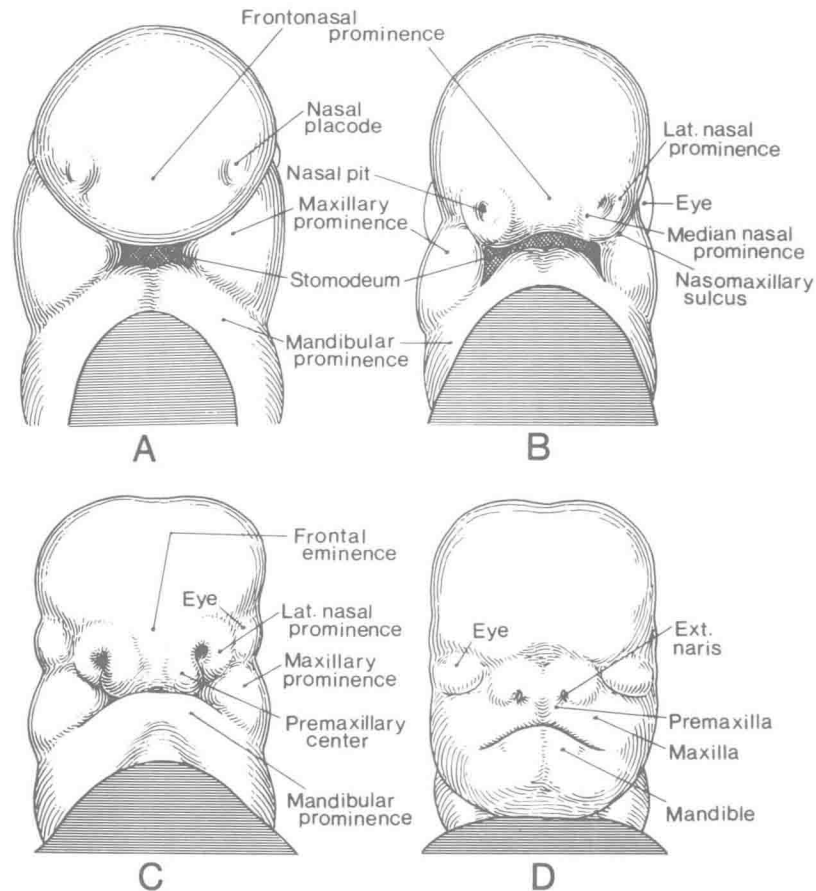 Frontonasal
prominence
Nasal
placode
Nasal pit
Maxillary
prominence
Stomodeum
Mandibular
prominence
Lat. nasal
prominence
Eye
Median nasal
prominence
Nasomaxillary
sulcus
A
B
Frontal
eminence
Eye
Lat. nasal
prominence
Maxillary
prominence
Premaxillary
center
Mandibular
prominence
Eye
Ext.
naris
Premaxilla
Maxilla
Mandible
C
D